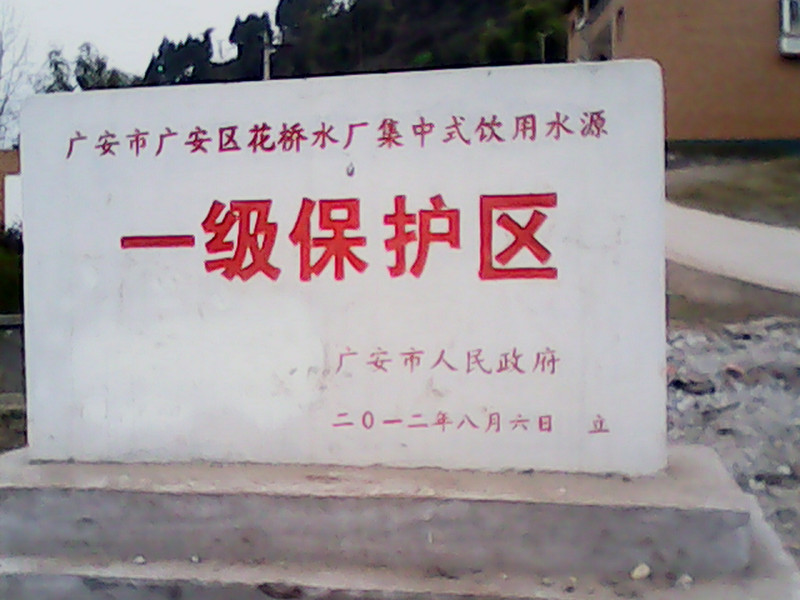 广安市广安区花桥水厂集中式饮用水源
一级保护区
广安市人民政府
二0一二年八月六日 立